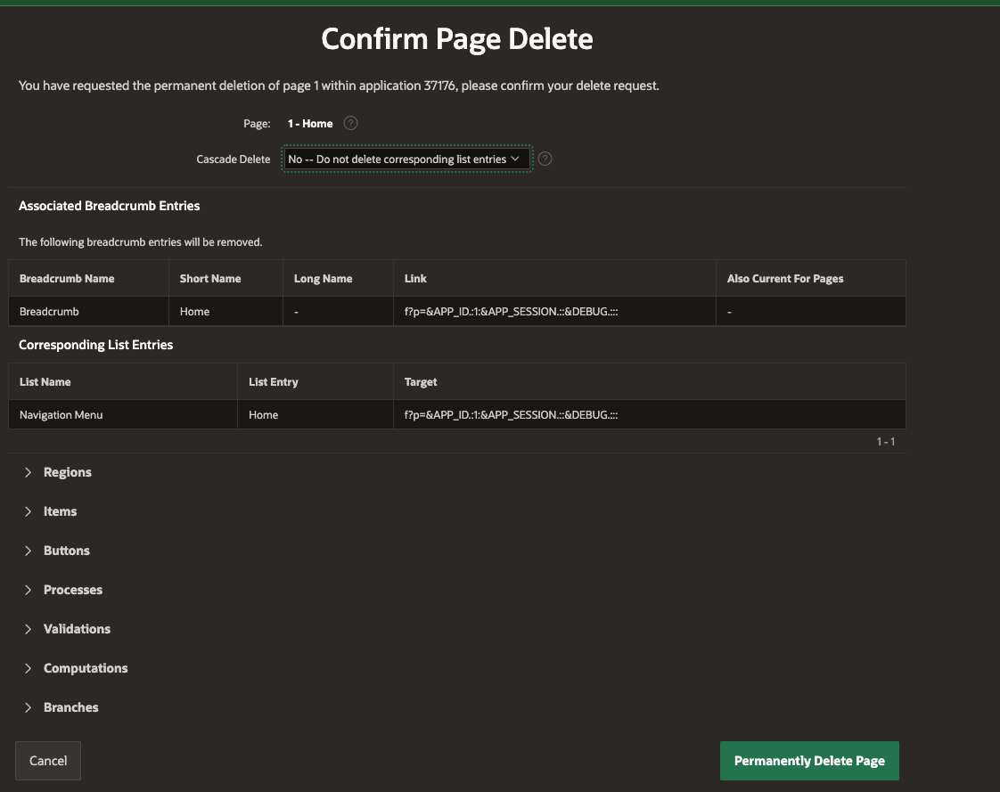 Confirm Page Delete
You have requested the permanent deletion of page 1 within application 37176, please confirm your delete request.
Page: 1 - Home ?
Cascade Delete No -- Do not delete corresponding list entries ?
Associated Breadcrumb Entries
The following breadcrumb entries will be removed.
Breadcrumb Name Short Name Long Name Link Also Current For Pages
Breadcrumb Home - f?p=&APP_ID.:1:&APP_SESSION.::&DEBUG.::: -
Corresponding List Entries
List Name List Entry Target
Navigation Menu Home f?p=&APP_ID.:1:&APP_SESSION.::&DEBUG.:::
1 - 1
Regions
Items
Buttons
Processes
Validations
Computations
Branches
Cancel Permanently Delete Page